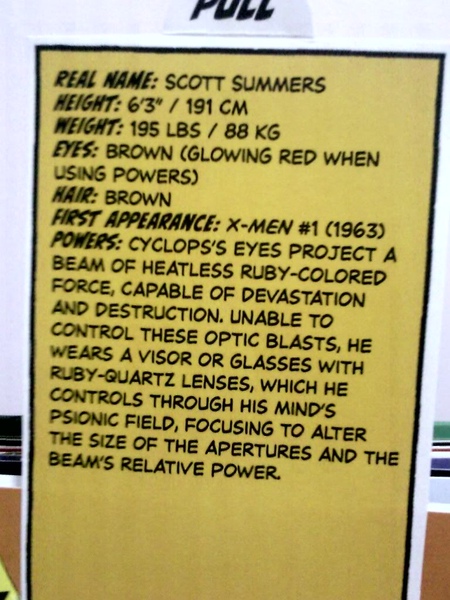 PULL
REAL NAME: SCOTT SUMMERS
HEIGHT: 6'3" / 191 CM
WEIGHT: 195 LBS / 88 KG
EYES: BROWN (GLOWING RED WHEN
USING POWERS)
HAIR: BROWN
FIRST APPEARANCE: X-MEN #1 (1963)
POWERS: CYCLOPS'S EYES PROJECT A
BEAM OF HEATLESS RUBY-COLORED
FORCE, CAPABLE OF DEVASTATION
AND DESTRUCTION. UNABLE TO
CONTROL THESE OPTIC BLASTS, HE
WEARS A VISOR OR GLASSES WITH
RUBY-QUARTZ LENSES, WHICH HE
CONTROLS THROUGH HIS MIND'S
PSIONIC FIELD, FOCUSING TO ALTER
THE SIZE OF THE APERTURES AND THE
BEAM'S RELATIVE POWER.